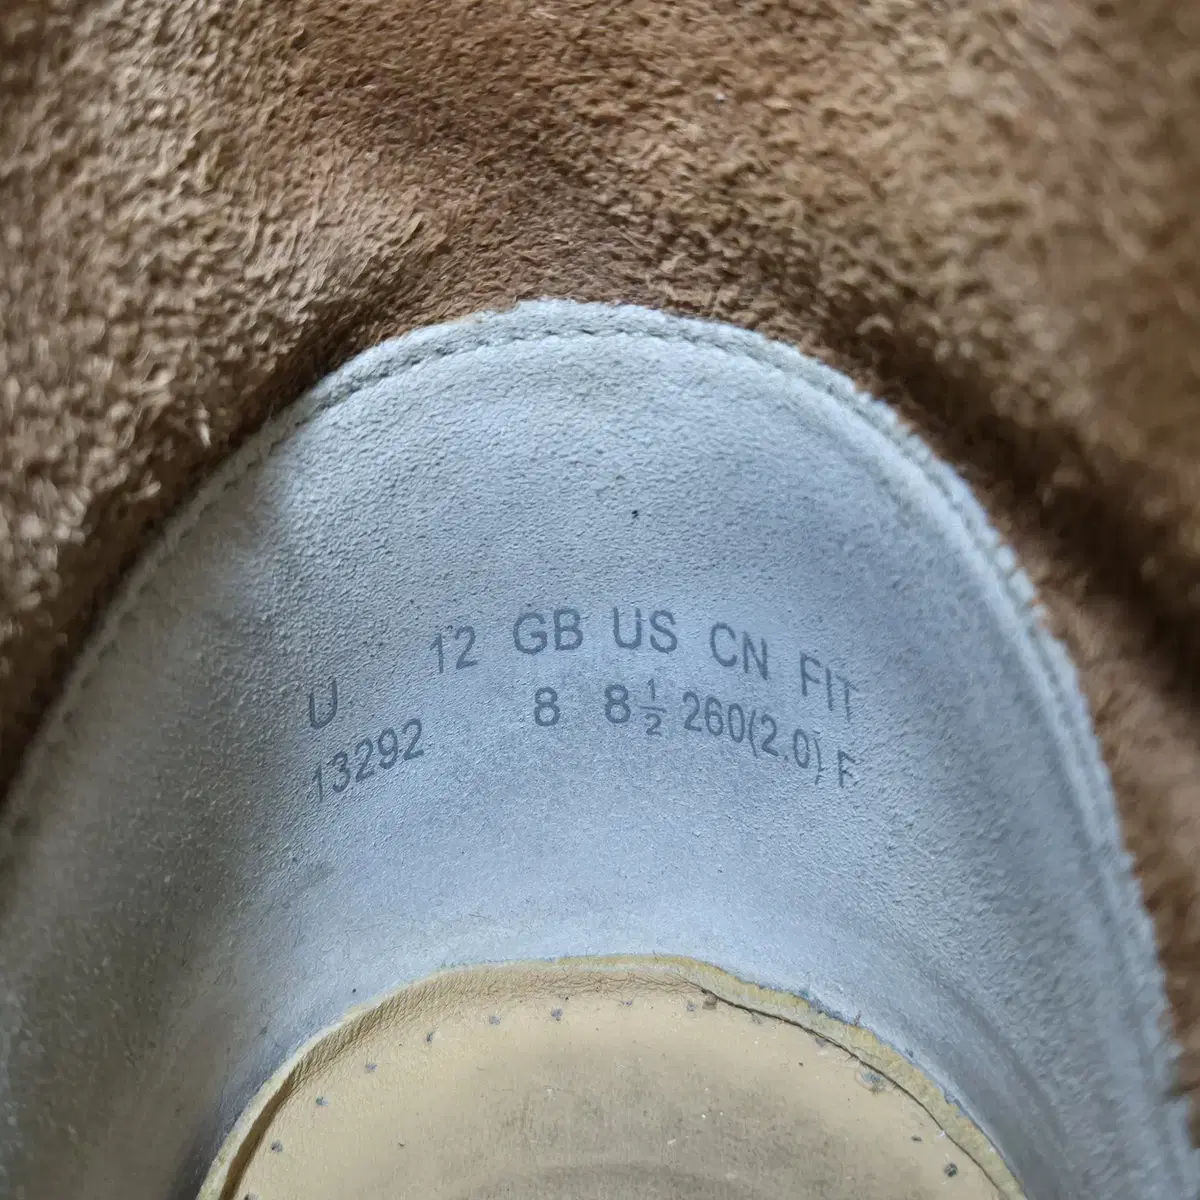 U 12 GB US CN FIT
13292 8 8½ 260(2.0) F